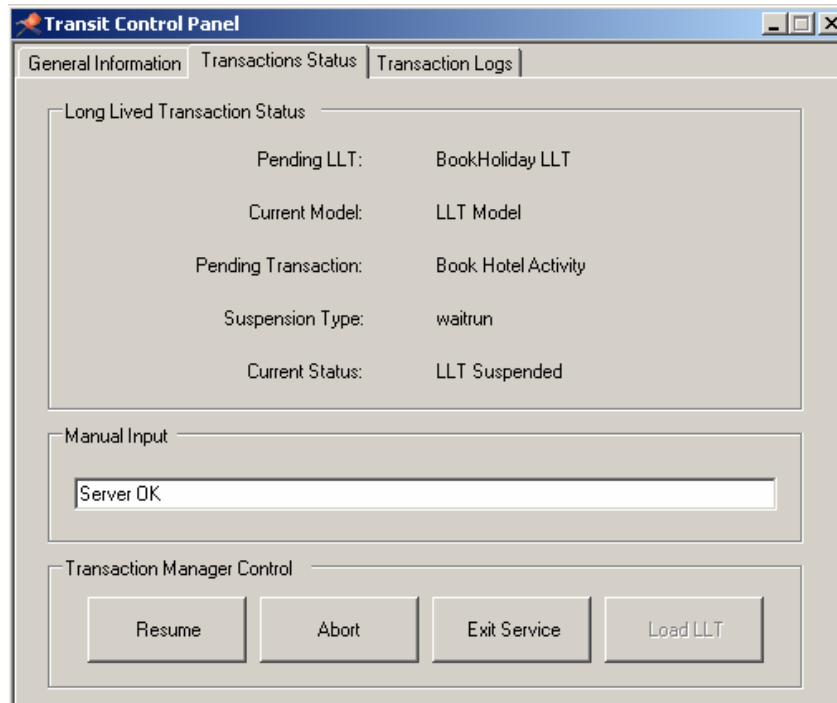 Transit Control Panel
General Information Transactions Status Transaction Logs
Long Lived Transaction Status
Pending LLT: BookHoliday LLT
Current Model: LLT Model
Pending Transaction: Book Hotel Activity
Suspension Type: waitrun
Current Status: LLT Suspended
Manual Input
Server OK
Transaction Manager Control
Resume Abort Exit Service Load LLT